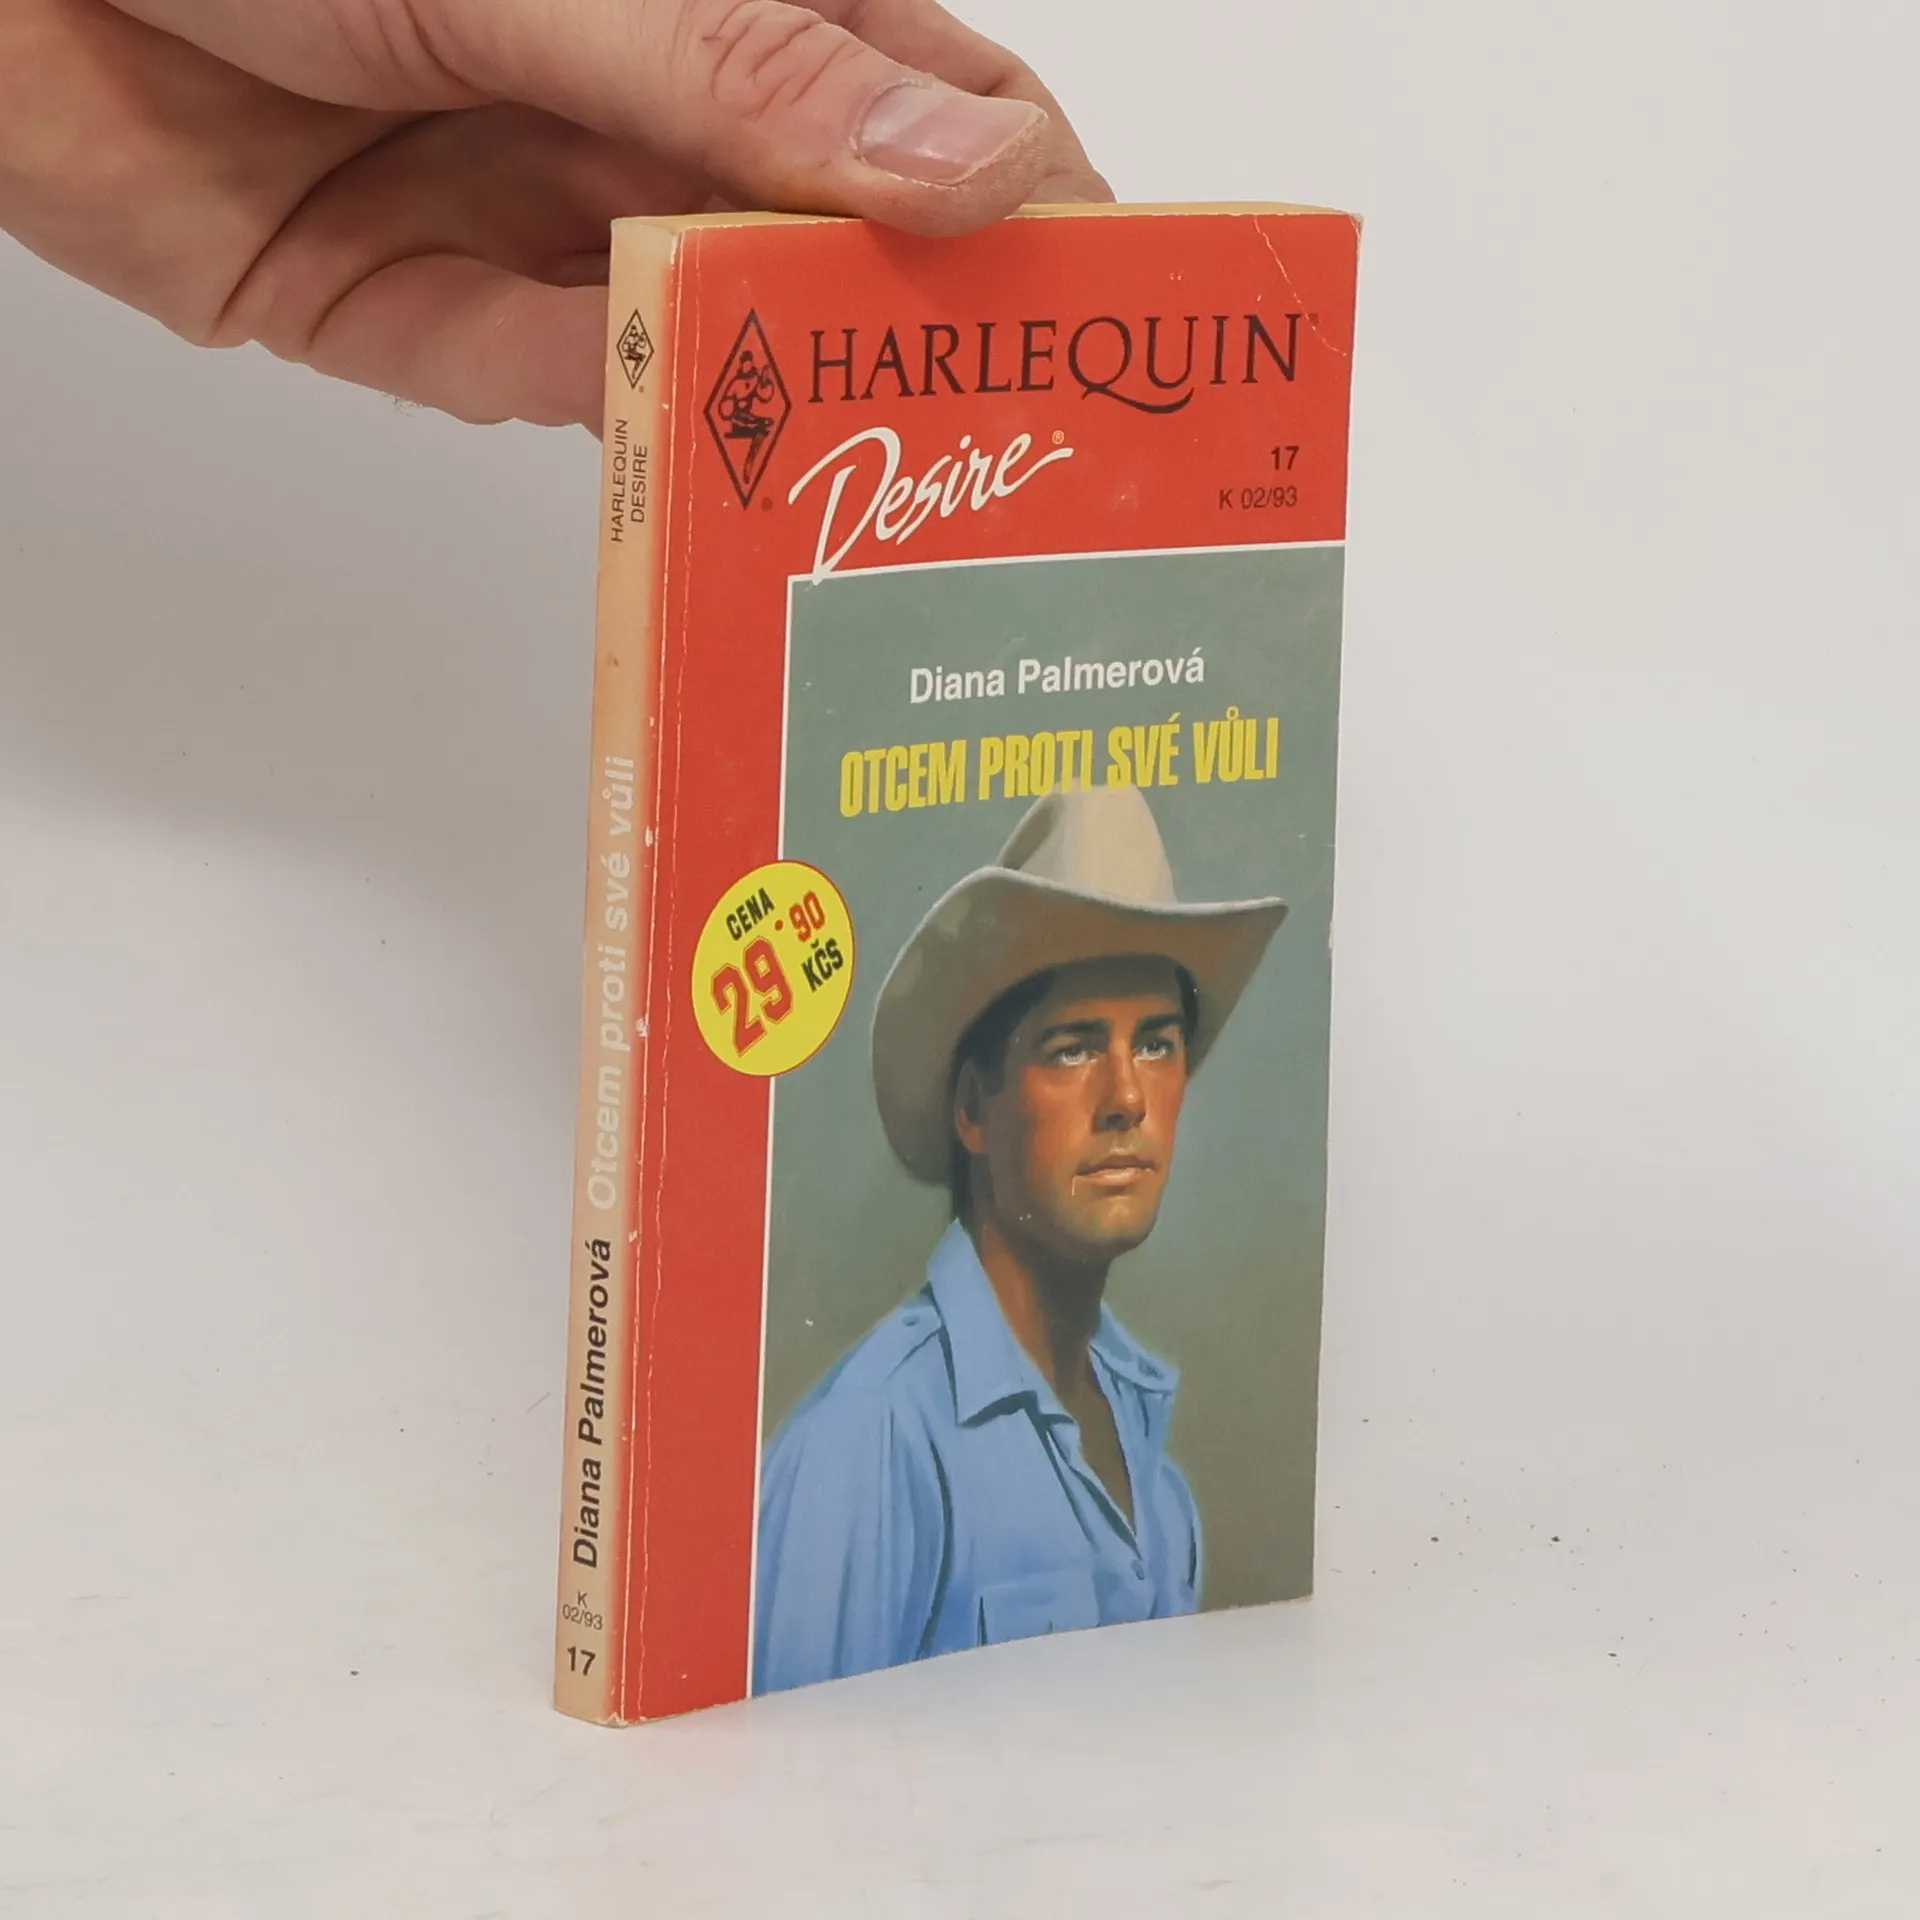 HARLEQUIN
Desire®
17
K 02/93
Diana Palmerová
OTCEM PROTI SVÉ VŮLI
CENA
29.90
KČS
HARLEQUIN
DESIRE
Diana Palmerová Otcem proti své vůli
K
02/93
17